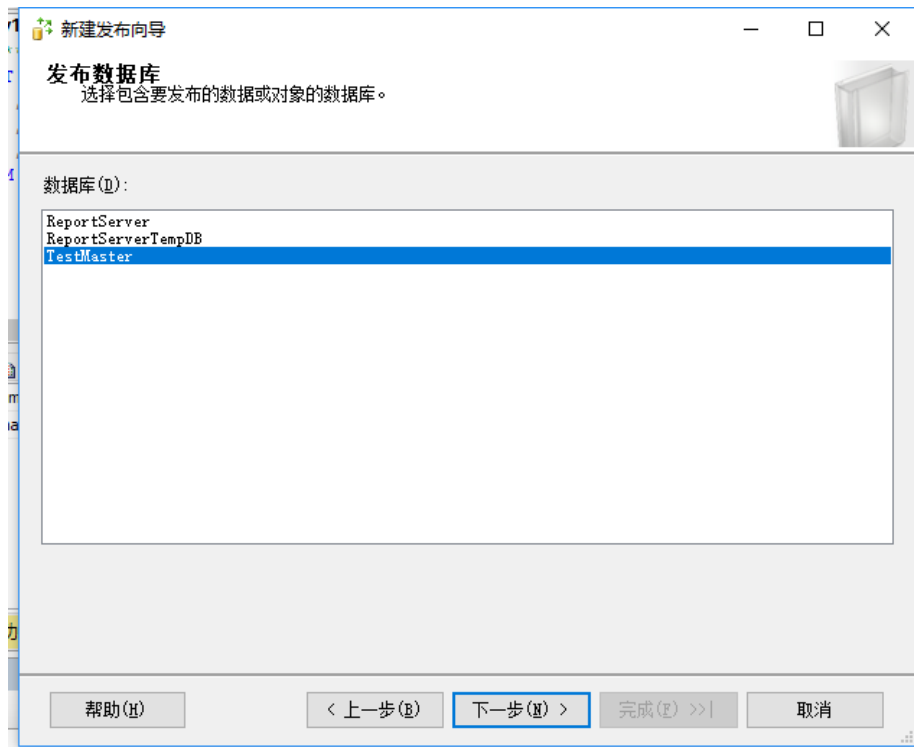 新建发布向导
发布数据库
选择包含要发布的数据或对象的数据库。
数据库(D):
ReportServer
ReportServerTempDB
TestMaster
帮助(H)
< 上一步(B)
下一步(N) >
完成(F) >>|
取消